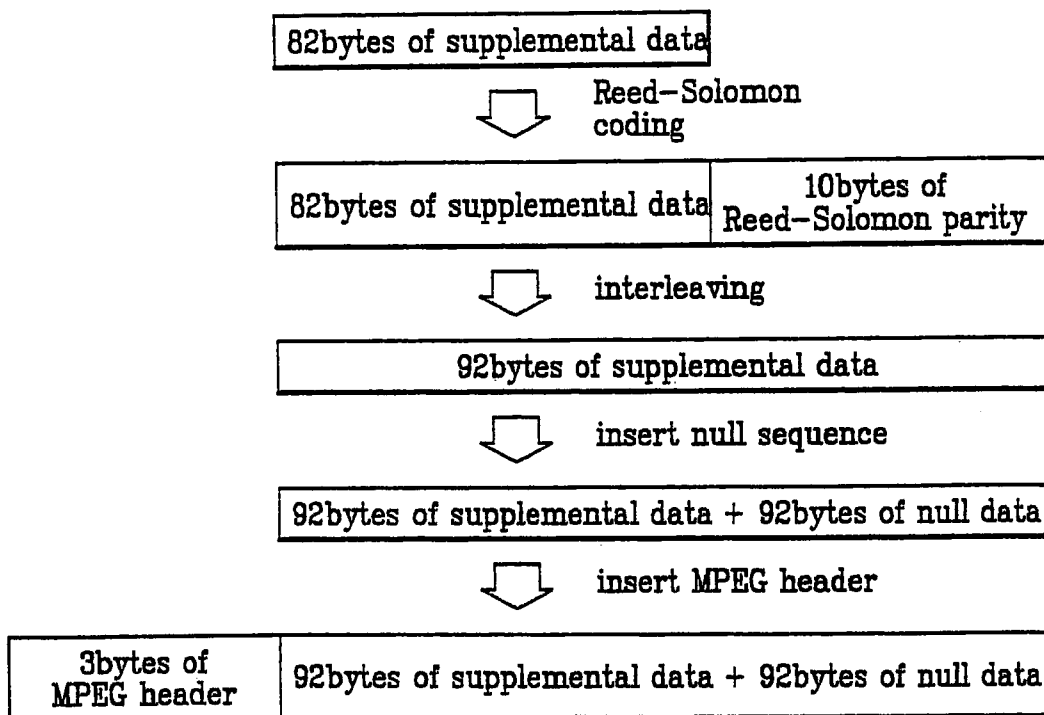 82bytes of supplemental data
Reed-Solomon
coding
82bytes of supplemental data
10bytes of
Reed-Solomon parity
interleaving
92bytes of supplemental data
insert null sequence
92bytes of supplemental data + 92bytes of null data
insert MPEG header
3bytes of
MPEG header
92bytes of supplemental data + 92bytes of null data